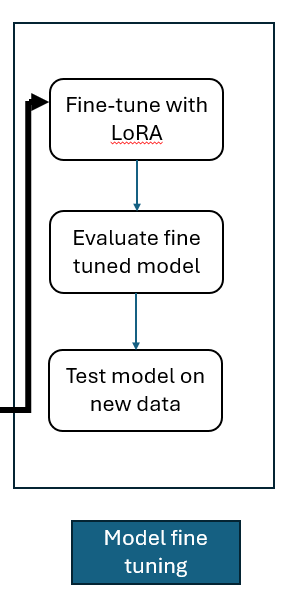 Fine-tune with
LoRA
Evaluate fine
tuned model
Test model on
new data
Model fine
tuning